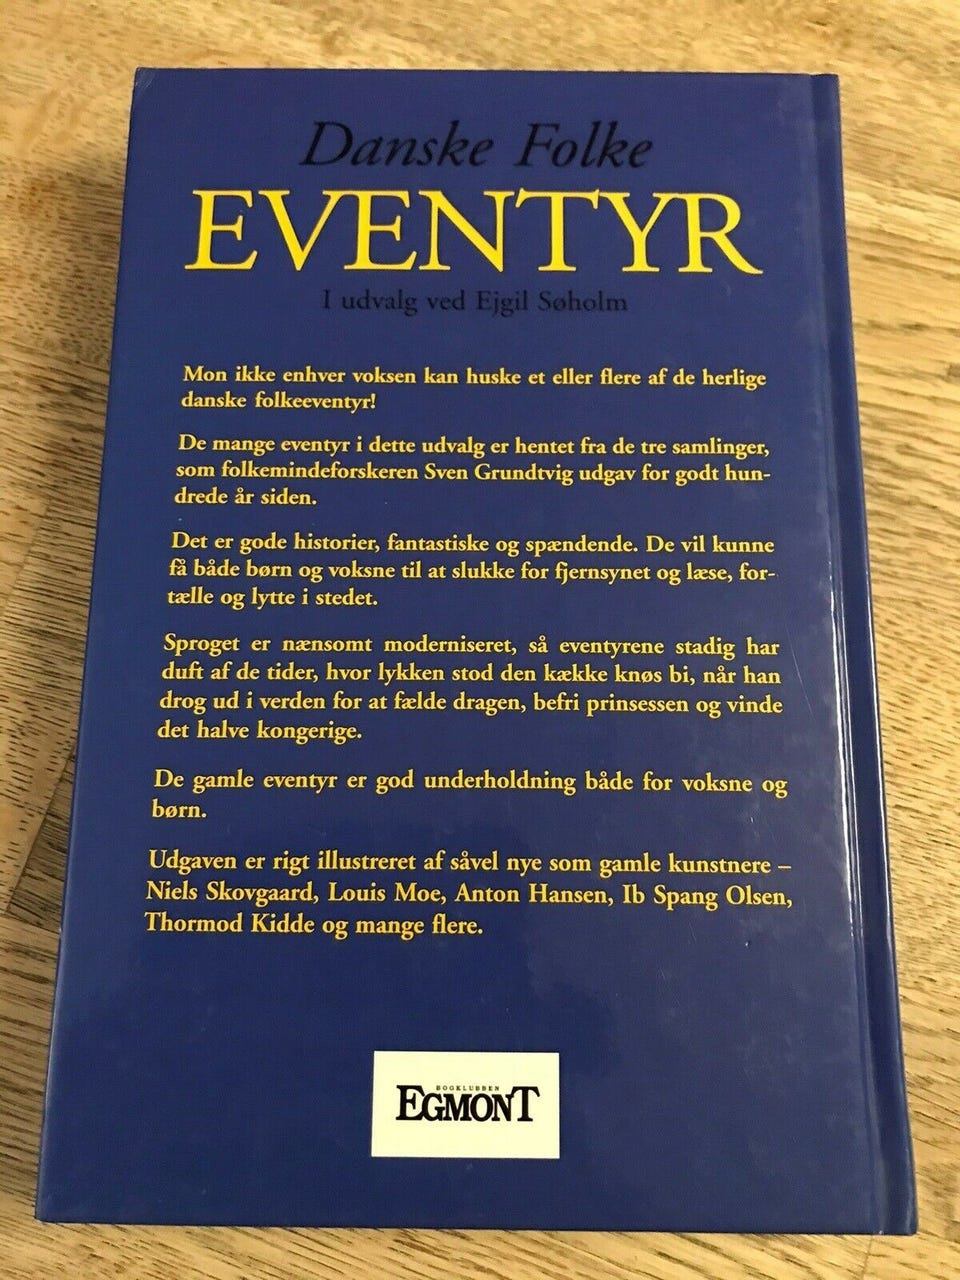 Danske Folke
EVENTYR
I udvalg ved Ejgil Søholm
Mon ikke enhver voksen kan huske et eller flere af de herlige
danske folkeeventyr!
De mange eventyr i dette udvalg er hentet fra de tre samlinger,
som folkemindeforskeren Sven Grundtvig udgav for godt hun-
drede år siden.
Det er gode historier, fantastiske og spændende. De vil kunne
få både børn og voksne til at slukke for fjernsynet og læse, for-
tælle og lytte i stedet.
Sproget er nænsomt moderniseret, så eventyrene stadig har
duft af de tider, hvor lykken stod den kække knøs bi, når han
drog ud i verden for at fælde dragen, befri prinsessen og vinde
det halve kongerige.
De gamle eventyr er god underholdning både for voksne og
børn.
Udgaven er rigt illustreret af såvel nye som gamle kunstnere –
Niels Skovgaard, Louis Moe, Anton Hansen, Ib Spang Olsen,
Thormod Kidde og mange flere.
BOGKLUBBEN
EGMONT